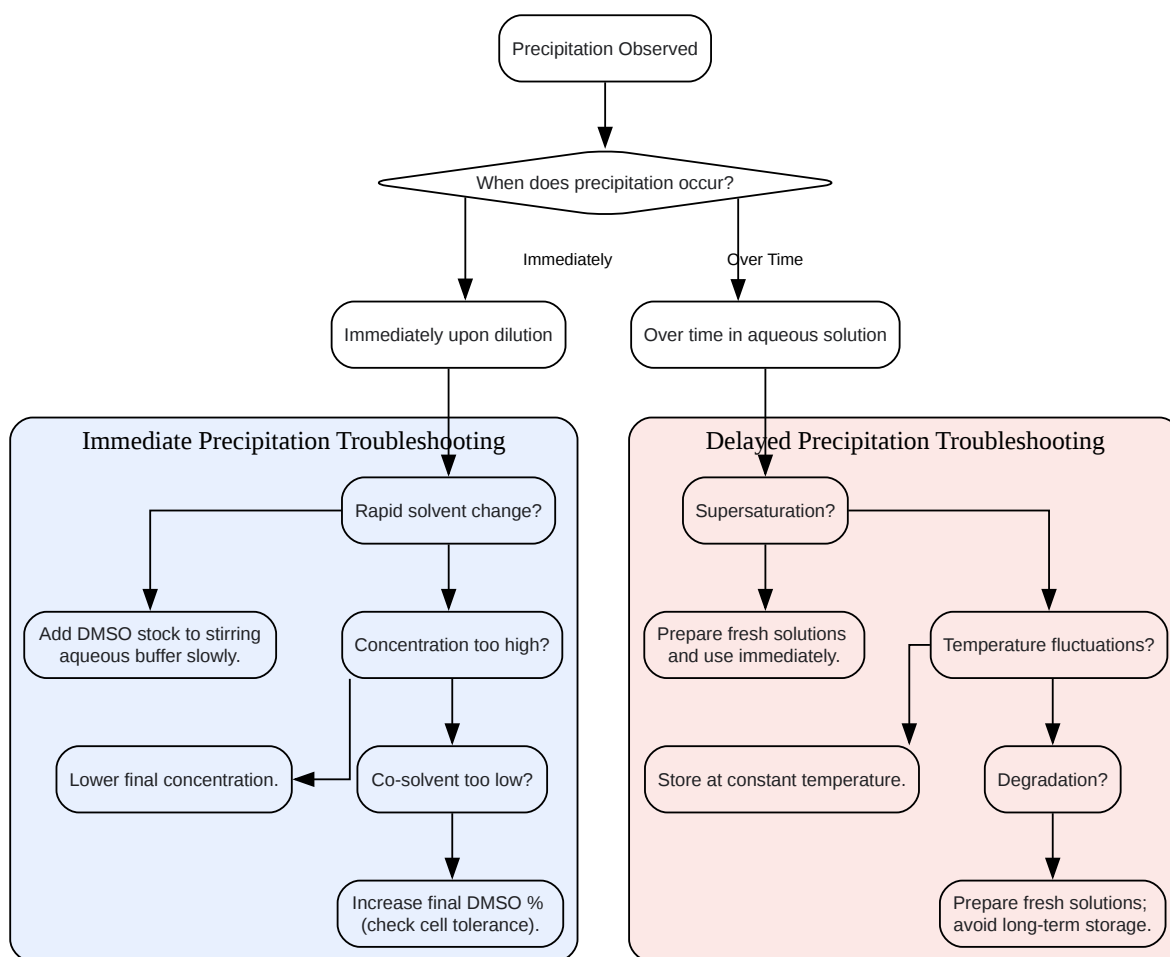 Precipitation Observed
When does precipitation occur?
Immediately
Over Time
Immediately upon dilution
Over time in aqueous solution
Immediate Precipitation Troubleshooting
Rapid solvent change?
Add DMSO stock to stirring
aqueous buffer slowly.
Concentration too high?
Lower final concentration.
Co-solvent too low?
Increase final DMSO %
(check cell tolerance).
Delayed Precipitation Troubleshooting
Supersaturation?
Prepare fresh solutions
and use immediately.
Temperature fluctuations?
Store at constant temperature.
Degradation?
Prepare fresh solutions;
avoid long-term storage.